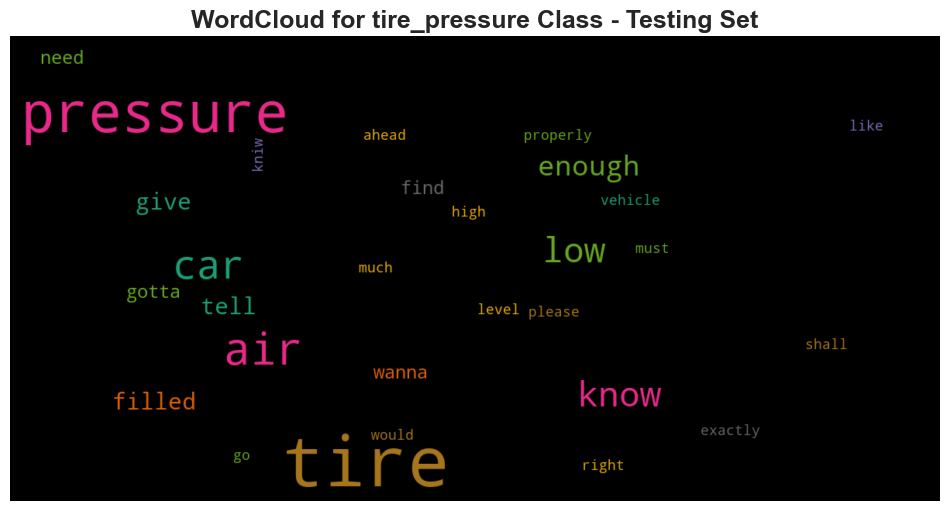 WordCloud for tire_pressure Class - Testing Set
need
pressure
ahead
properly
like
kniw
enough
find
give
vehicle
high
low
must
car
much
gotta
tell
level
please
air
shall
wanna
know
filled
exactly
would
go
tire
right